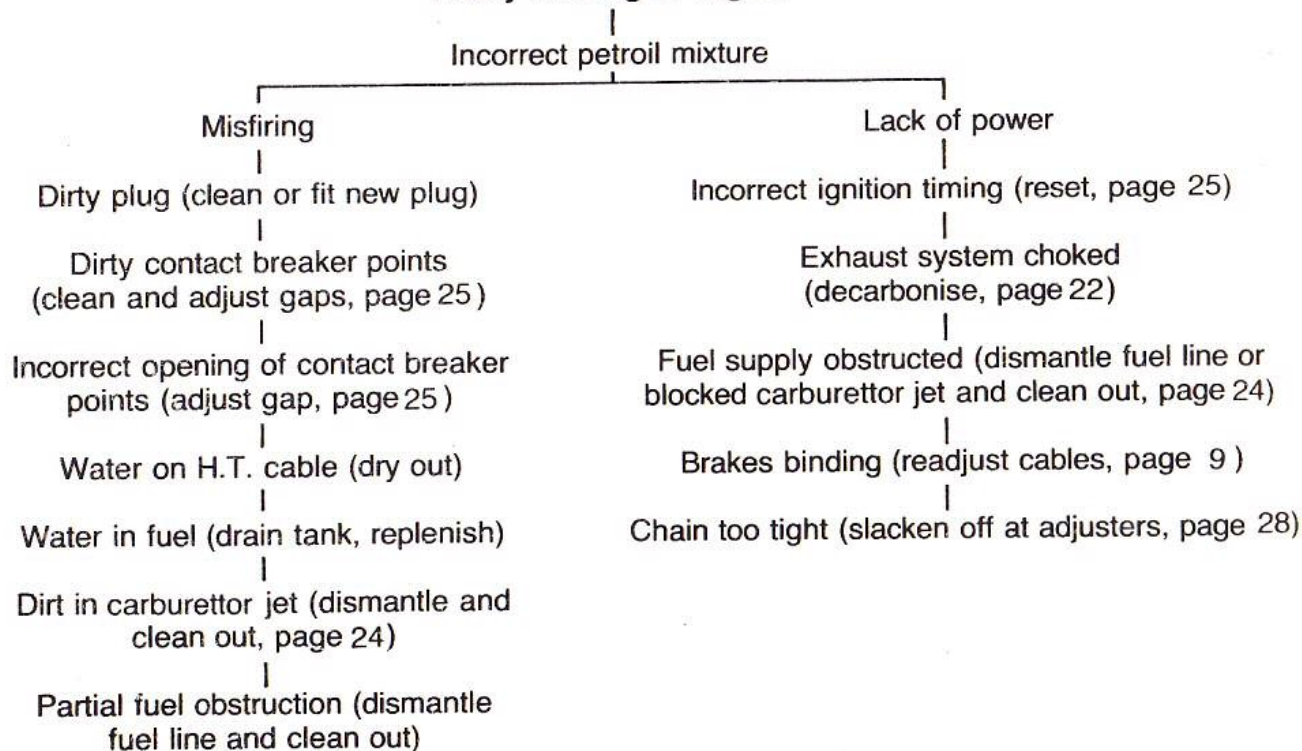 Incorrect petroil mixture
Misfiring
Dirty plug (clean or fit new plug)
Dirty contact breaker points
(clean and adjust gaps, page 25)
Incorrect opening of contact breaker
points (adjust gap, page 25)
Water on H.T. cable (dry out)
Water in fuel (drain tank, replenish)
Dirt in carburettor jet (dismantle and
clean out, page 24)
Partial fuel obstruction (dismantle
fuel line and clean out)
Lack of power
Incorrect ignition timing (reset, page 25)
Exhaust system choked
(decarbonise, page 22)
Fuel supply obstructed (dismantle fuel line or
blocked carburettor jet and clean out, page 24)
Brakes binding (readjust cables, page 9)
Chain too tight (slacken off at adjusters, page 28)